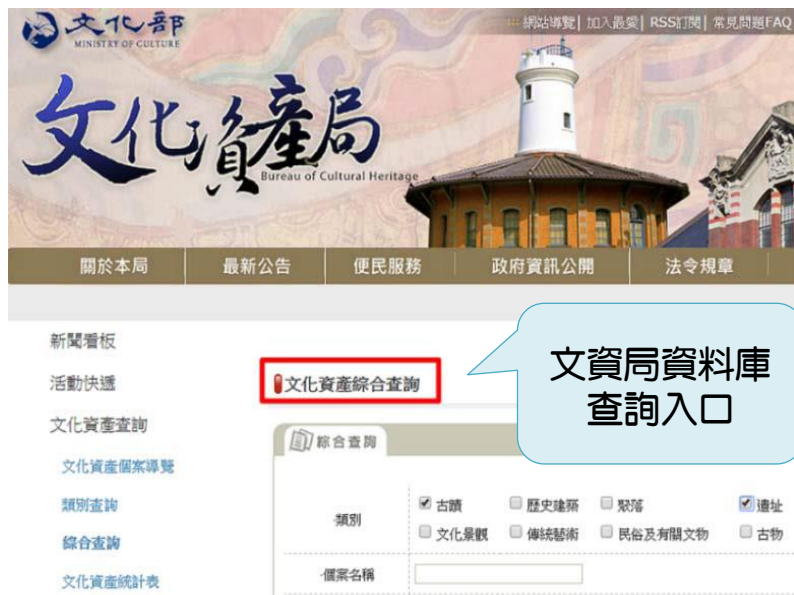 文化部
MINISTRY OF CULTURE
網站導覽| 加入最愛| RSS訂閱| 常見問題FAQ
文化資產局
Bureau of Cultural Heritage
關於本局
最新公告
便民服務
政府資訊公開
法令規章
新聞看板
活動快遞
文化資產查詢
文化資產個案導覽
類別查詢
綜合查詢
文化資產統計表
文化資產綜合查詢
文資局資料庫
查詢入口
綜合查詢
類別
古蹟 歷史建築 聚落 遺址
文化景觀 傳統藝術 民俗及有關文物 古物
個案名稱